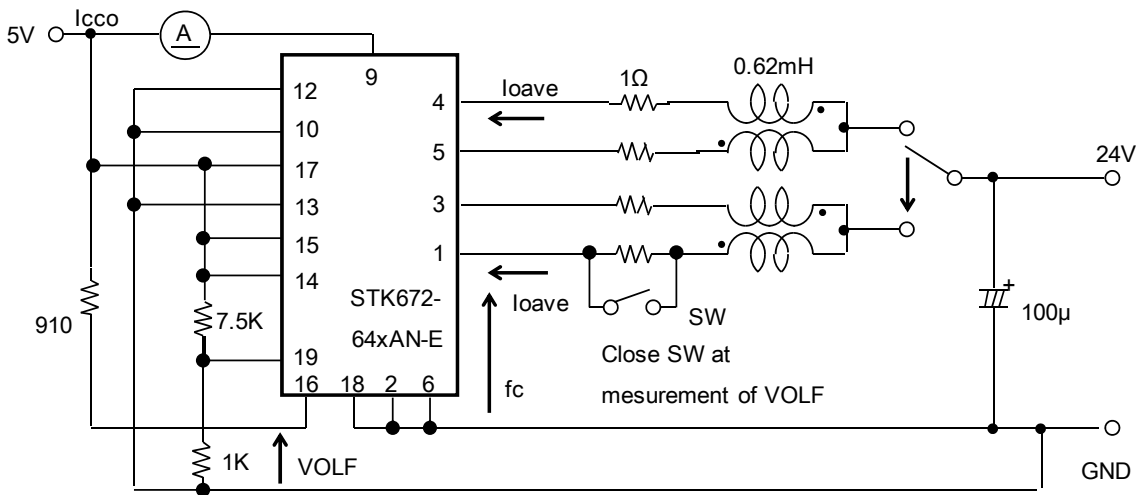 Icco
5V
A
9
12
10
17
13
15
14
19
16
18
2
6
4
5
3
1
STK672-
64xAN-E
Ioave
1Ω
0.62mH
24V
Ioave
SW
Close SW at
mesurement of VOLF
fc
+
100µ
910
7.5K
1K
VOLF
GND